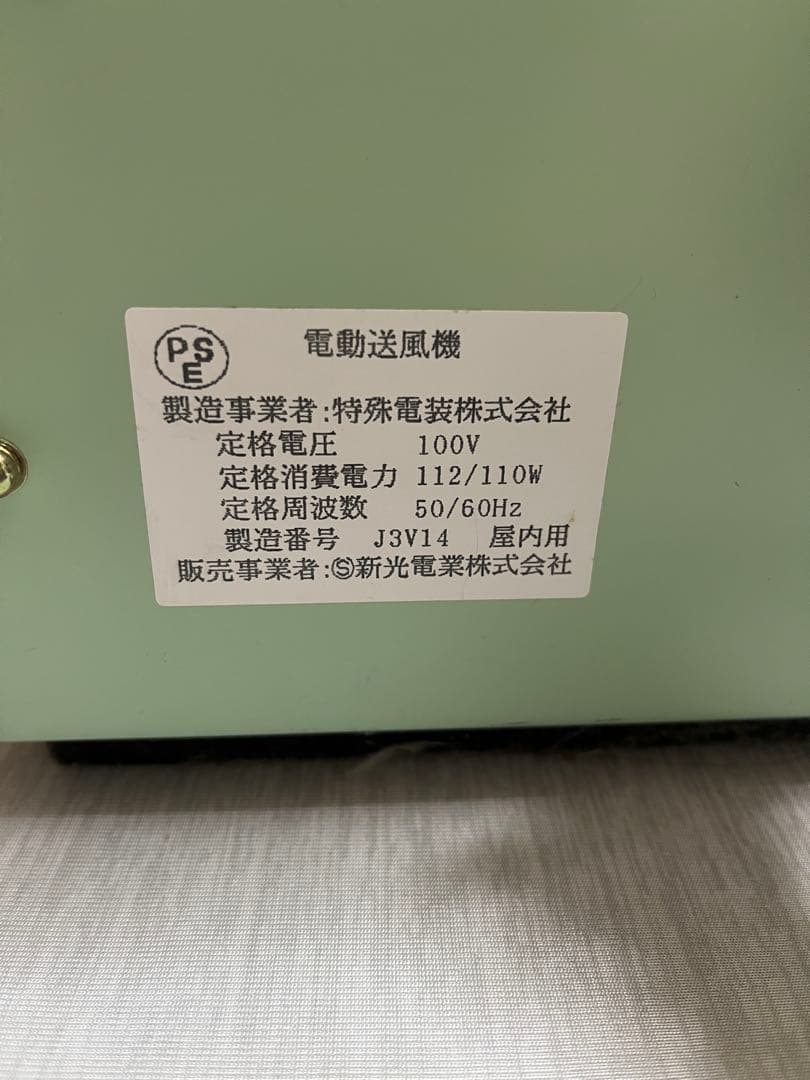 PSE 電動送風機
製造事業者:特殊電装株式会社
定格電圧 100V
定格消費電力 112/110W
定格周波数 50/60Hz
製造番号 J3V14 屋内用
販売事業者:Ⓢ新光電業株式会社